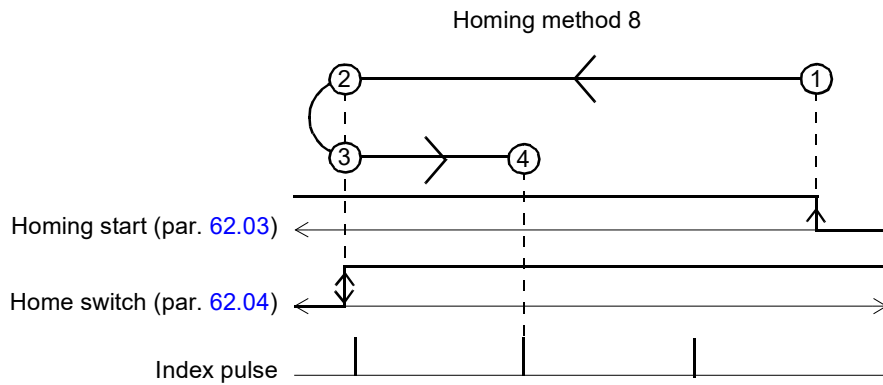 Homing method 8
2
1
3
4
Homing start (par. 62.03)
Home switch (par. 62.04)
Index pulse